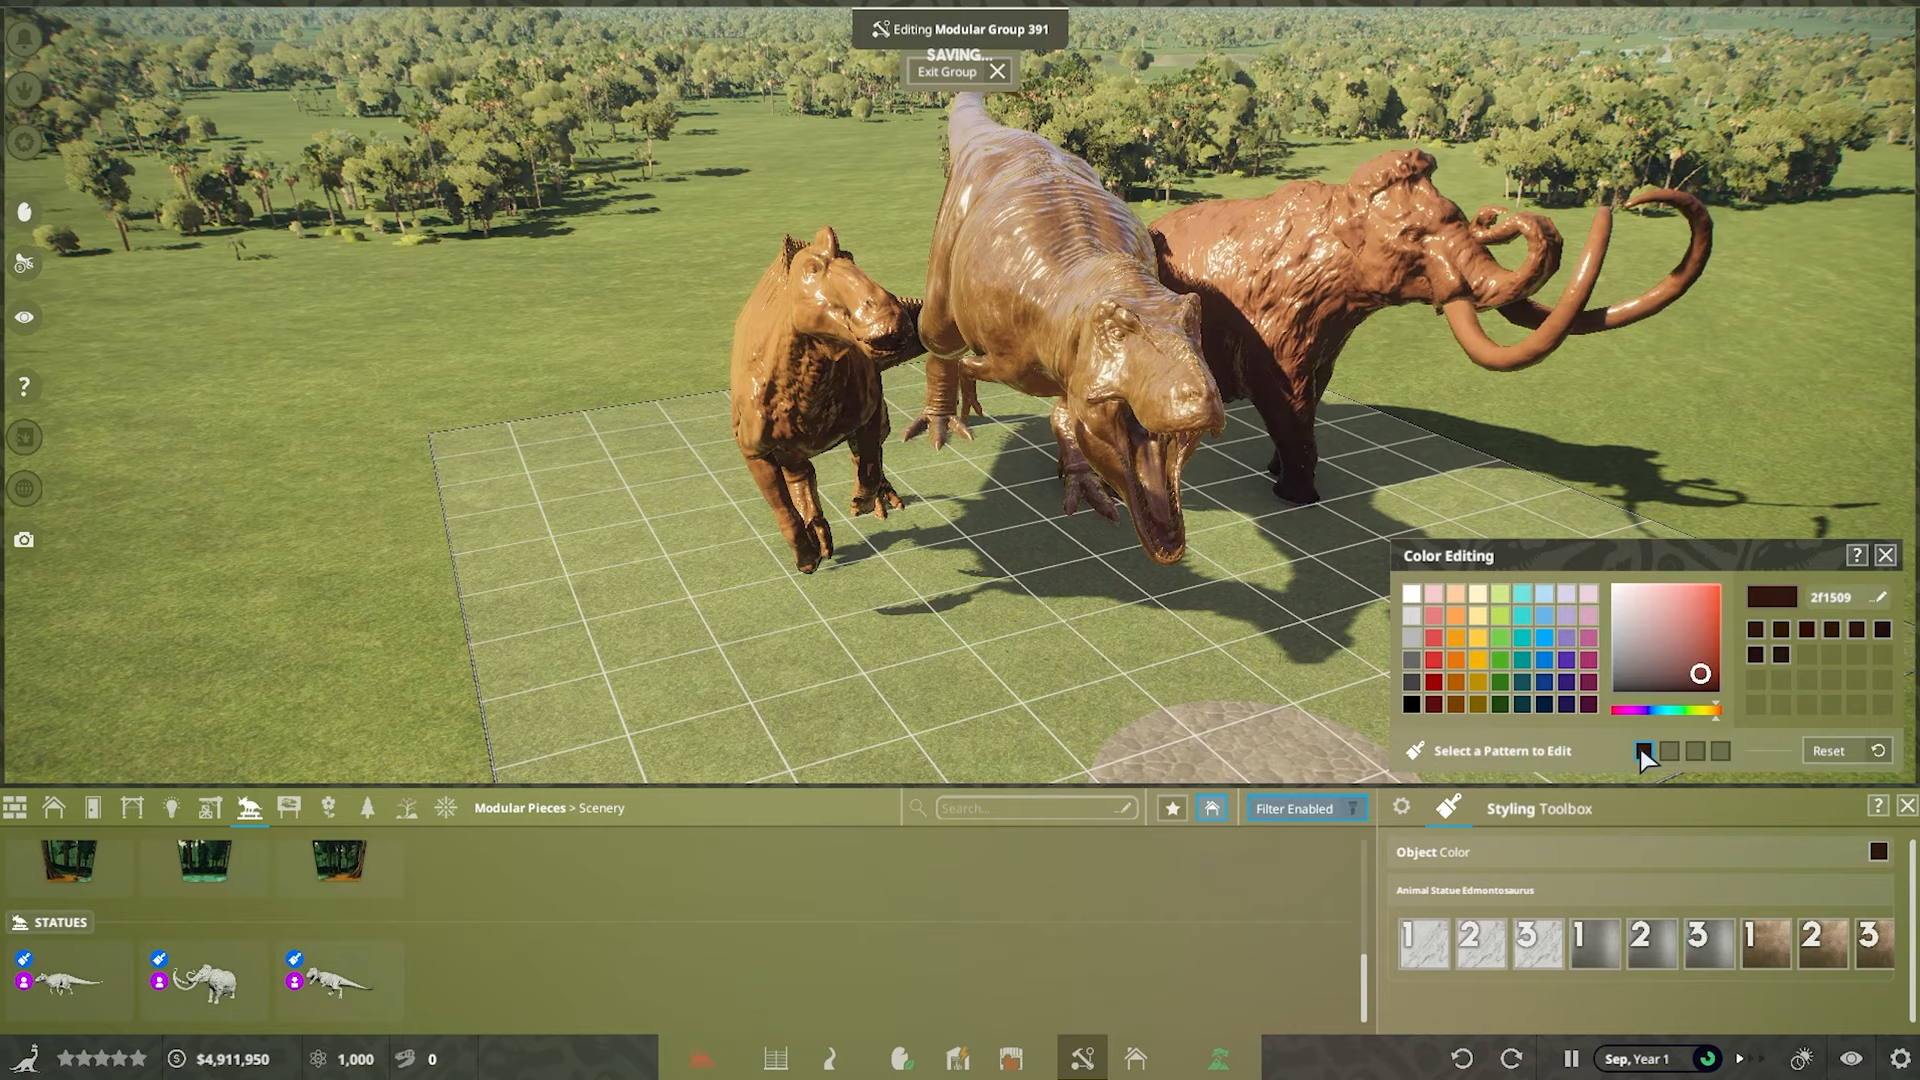 Editing Modular Group 391
SAVING...
Exit Group
?
Color Editing
?
2f1509
Select a Pattern to Edit
Reset
Modular Pieces > Scenery
Search...
Filter Enabled
Styling Toolbox
?
Object Color
Animal Statue Edmontosaurus
1 2 3 1 2 3 1 2 3
STATUES
$4,911,950
1,000
0
Sep, Year 1